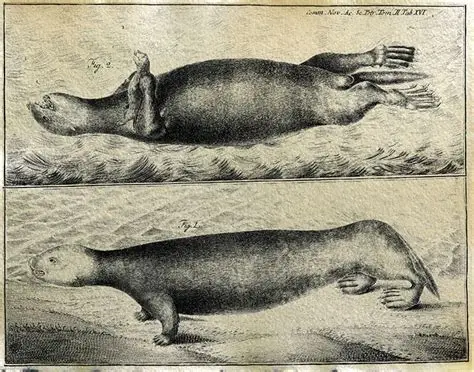 Comm. Nov. Ac. Sc. Petr. Tom. II. Tab. XVI.
Fig. 2.
Fig. 1.